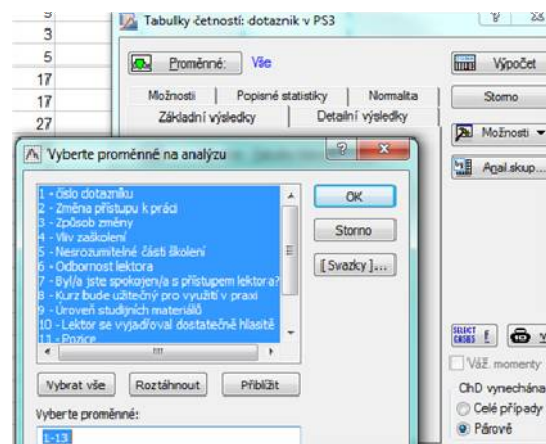 3
5
17
17
27
Tabulky četností: dotaznik v PS3
Proměnné:
Vše
Výpočet
Možnosti
Popisné statistiky
Normalita
Storno
Základní výsledky
Detailní výsledky
Možnosti
Anal.skup...
Vyberte proměnné na analýzu
1 - číslo dotazníku
2 - Změna přístupu k práci
3 - Způsob změny
4 - Vliv zaškolení
5 - Nesrozumitelné části školení
6 - Odbornost lektora
7 - Byl/a jste spokojen/a s přístupem lektora?
8 - Kurz bude užitečný pro využití v praxi
9 - Úroveň studijních materiálů
10 - Lektor se vyjadřoval dostatečně hlasitě
11 - Pozice
OK
Storno
[ Svazky ]...
Vybrat vše
Roztáhnout
Přiblížit
Vyberte proměnné:
1-13
SELECT
CASES
Váž. momenty
ChD vynechána
Celé případy
Párově